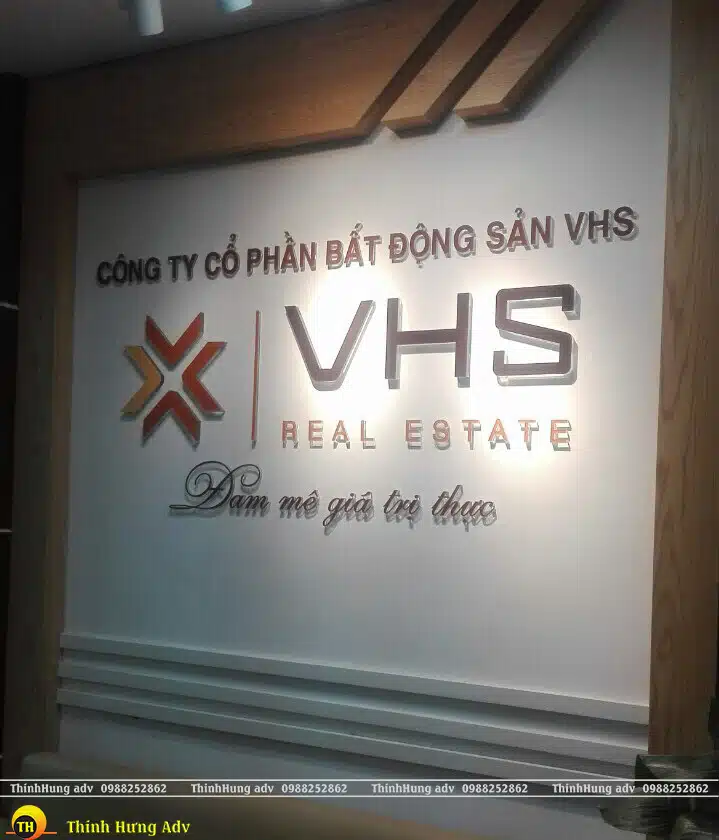 CÔNG TY CỔ PHẦN BẤT ĐỘNG SẢN VHS
VHS
REAL ESTATE
Đam mê giá trị thực
ThinhHung adv 0988252862 ThinhHung adv 0988252862 ThinhHung adv 0988252862 ThinhHung adv 0988252862
TH Thinh Hưng Adv